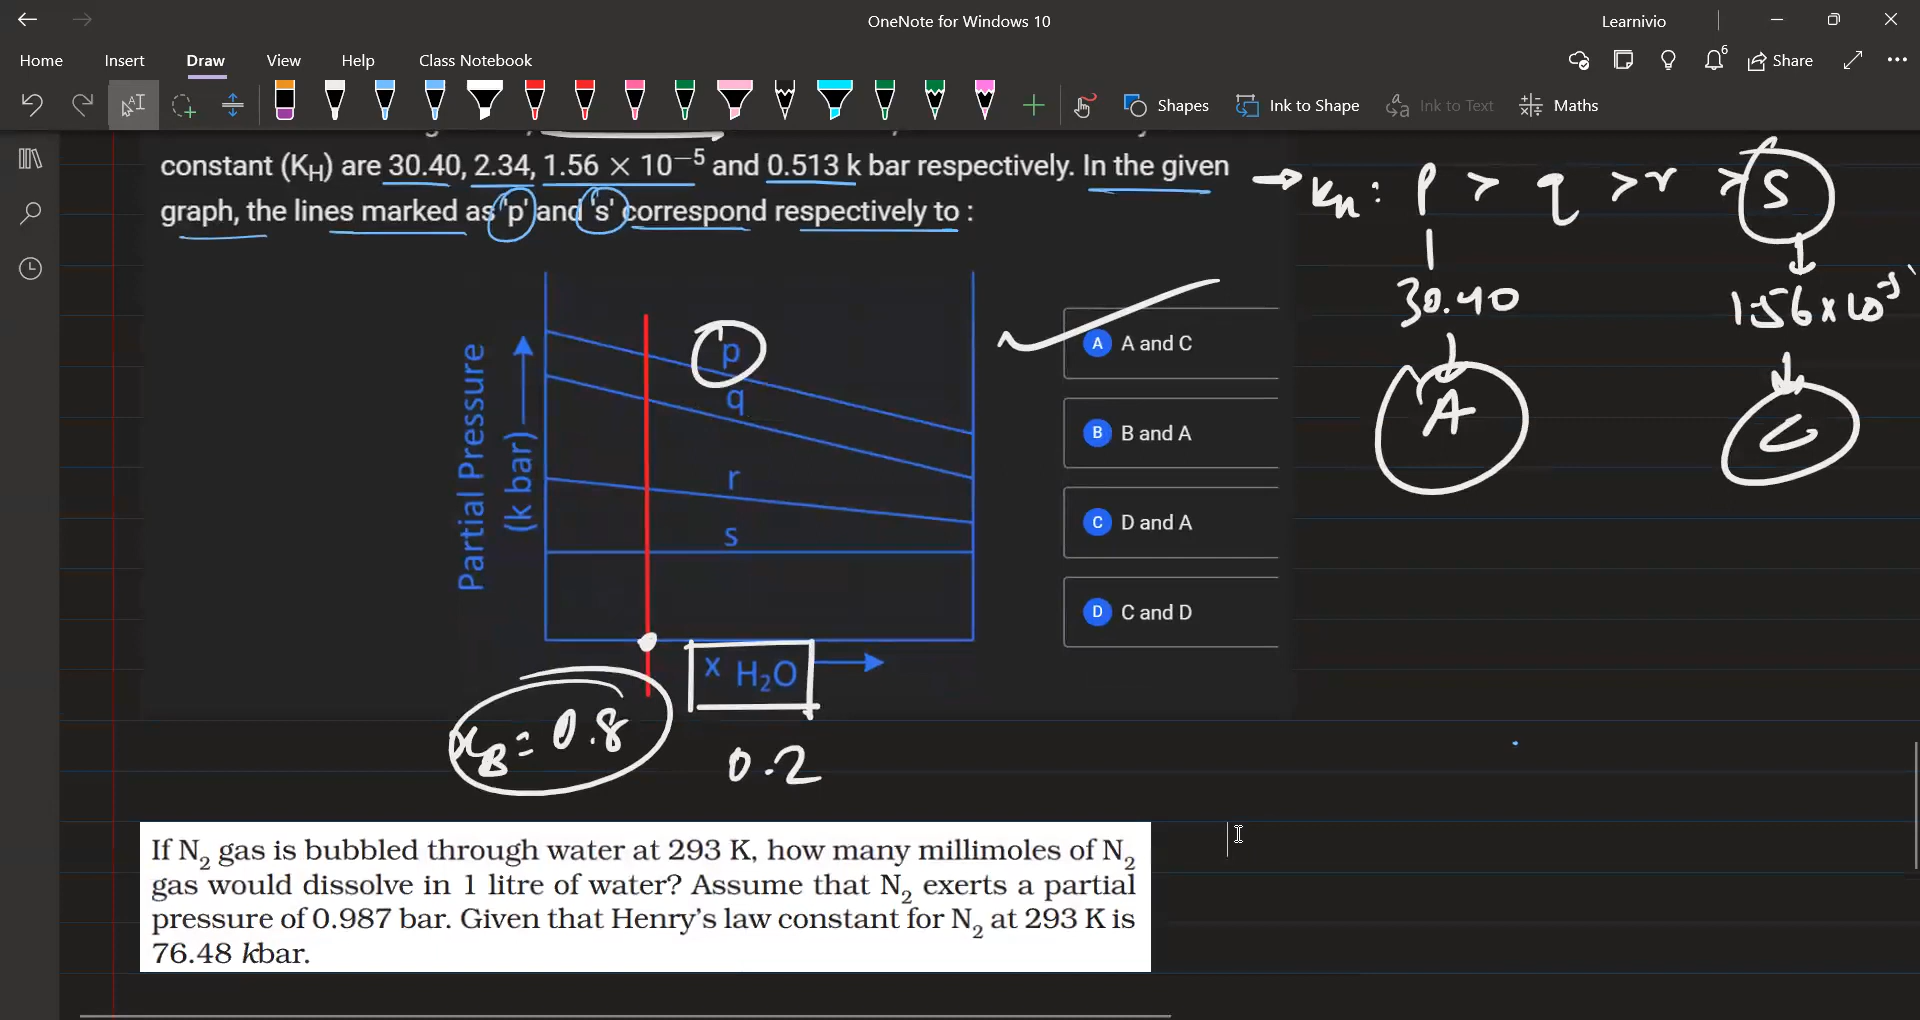 OneNote for Windows 10
Learnivio
Home Insert Draw View Help Class Notebook
Share
Shapes Ink to Shape Ink to Text Maths
constant (KH) are 30.40, 2.34, 1.56 × 10−5 and 0.513 k bar respectively. In the given
graph, the lines marked as 'p' and 's' correspond respectively to :
KH : p > q > r > s
30.40
1.56 x 10-5
A
C
Partial Pressure
(k bar)
p
q
r
s
x H2O
A A and C
B B and A
C D and A
D C and D
xB = 0.8
0.2
If N2 gas is bubbled through water at 293 K, how many millimoles of N2
gas would dissolve in 1 litre of water? Assume that N2 exerts a partial
pressure of 0.987 bar. Given that Henry's law constant for N2 at 293 K is
76.48 kbar.